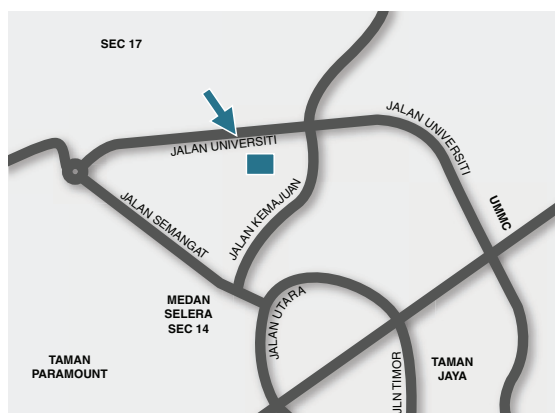 SEC 17
JALAN UNIVERSITI
JALAN UNIVERSITI
JALAN SEMANGAT
JALAN KEMAJUAN
UMMC
MEDAN
SELERA
SEC 14
JALAN UTARA
TAMAN
PARAMOUNT
JLN TIMOR
TAMAN
JAYA